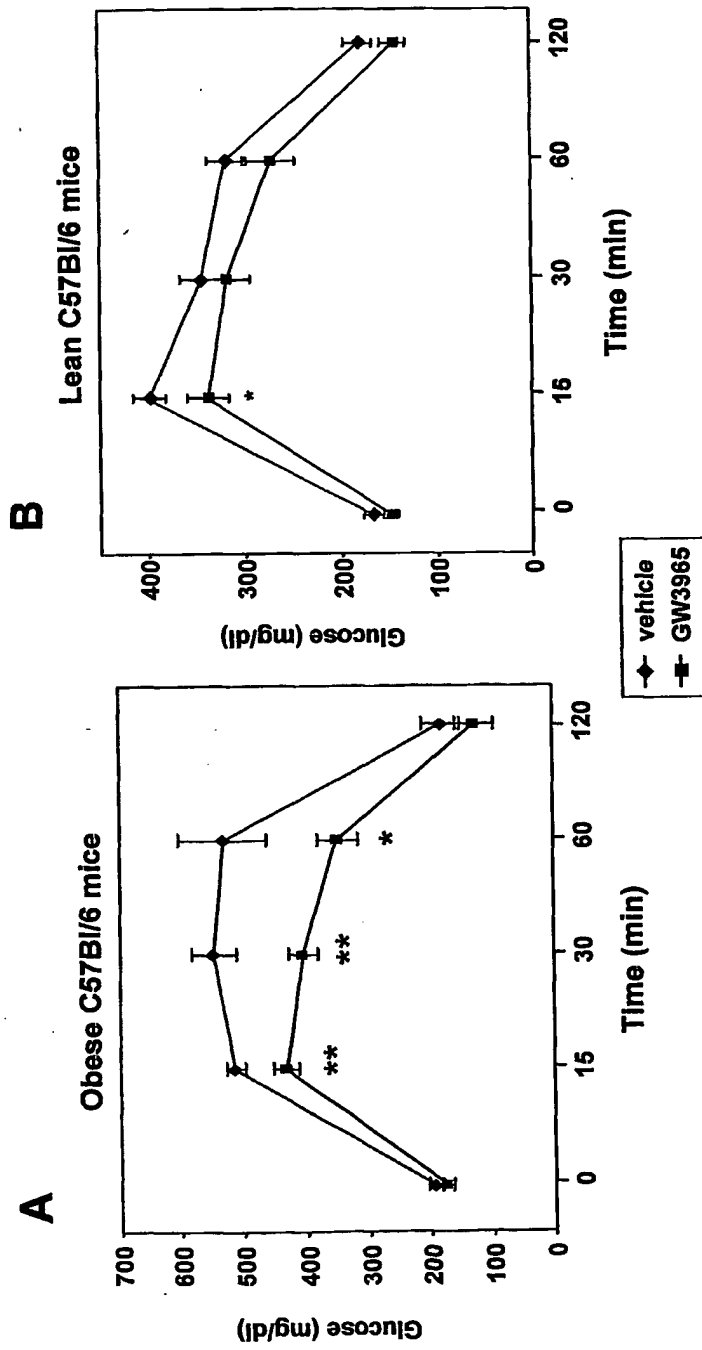 A
Obese C57Bl/6 mice
Glucose (mg/dl)
700
600
500
400
300
200
100
0
**
**
*
0 15 30 60 120
Time (min)
B
Lean C57Bl/6 mice
Glucose (mg/dl)
400
300
200
100
0
*
0 15 30 60 120
Time (min)
vehicle
GW3965